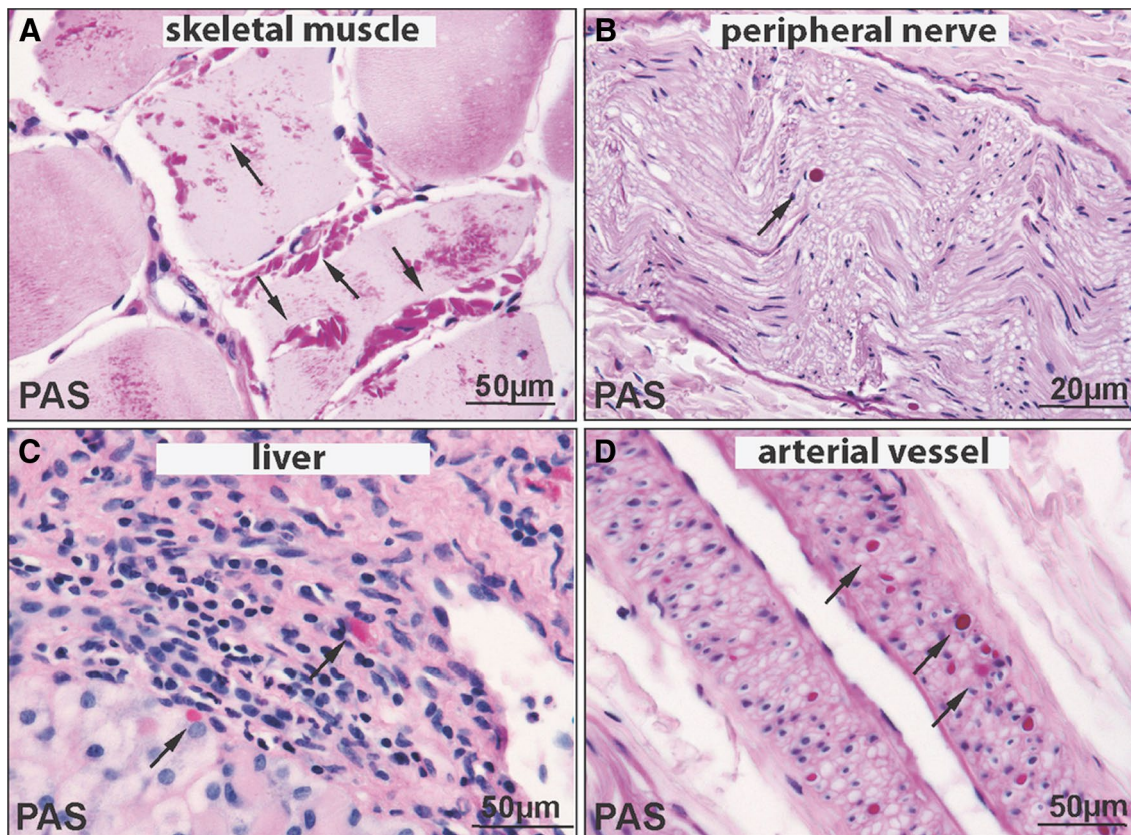 A
skeletal muscle
PAS
50µm
B
peripheral nerve
PAS
20µm
C
liver
PAS
50µm
D
arterial vessel
PAS
50µm